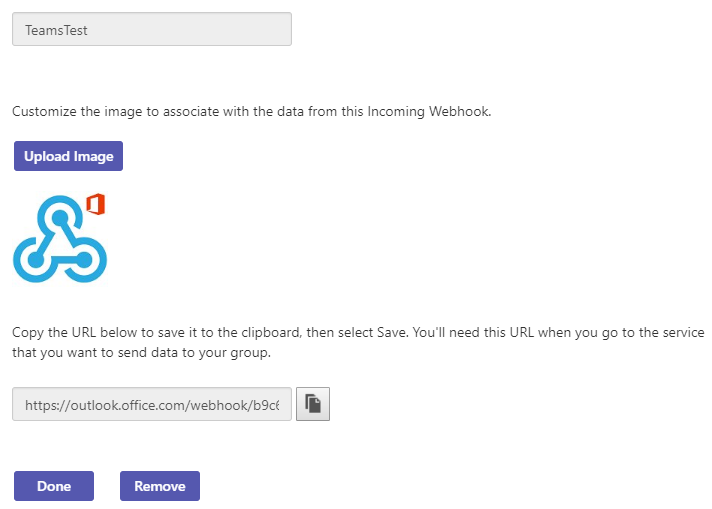 TeamsTest
Customize the image to associate with the data from this Incoming Webhook.
Upload Image
Copy the URL below to save it to the clipboard, then select Save. You'll need this URL when you go to the service
that you want to send data to your group.
https://outlook.office.com/webhook/b9c6
Done
Remove